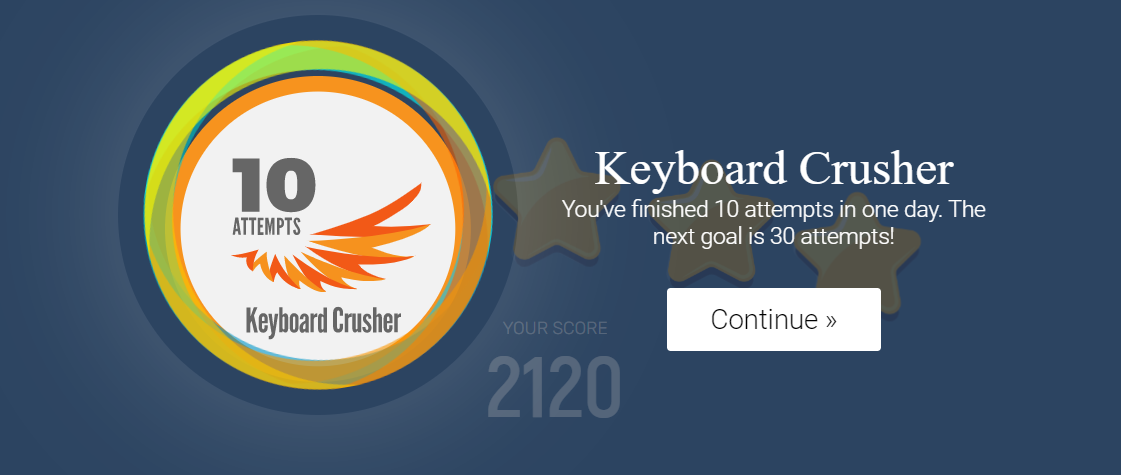 10
ATTEMPTS
Keyboard Crusher
Keyboard Crusher
You've finished 10 attempts in one day. The
next goal is 30 attempts!
Continue »
YOUR SCORE
2120